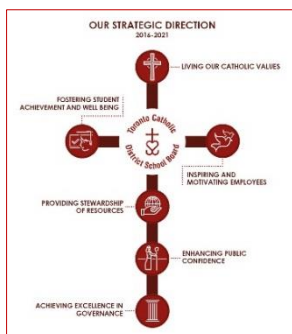 OUR STRATEGIC DIRECTION
2016-2021
LIVING OUR CATHOLIC VALUES
FOSTERING STUDENT
ACHIEVEMENT AND WELL BEING
Toronto Catholic
District School Board
INSPIRING AND
MOTIVATING EMPLOYEES
PROVIDING STEWARDSHIP
OF RESOURCES
ENHANCING PUBLIC
CONFIDENCE
ACHIEVING EXCELLENCE IN
GOVERNANCE